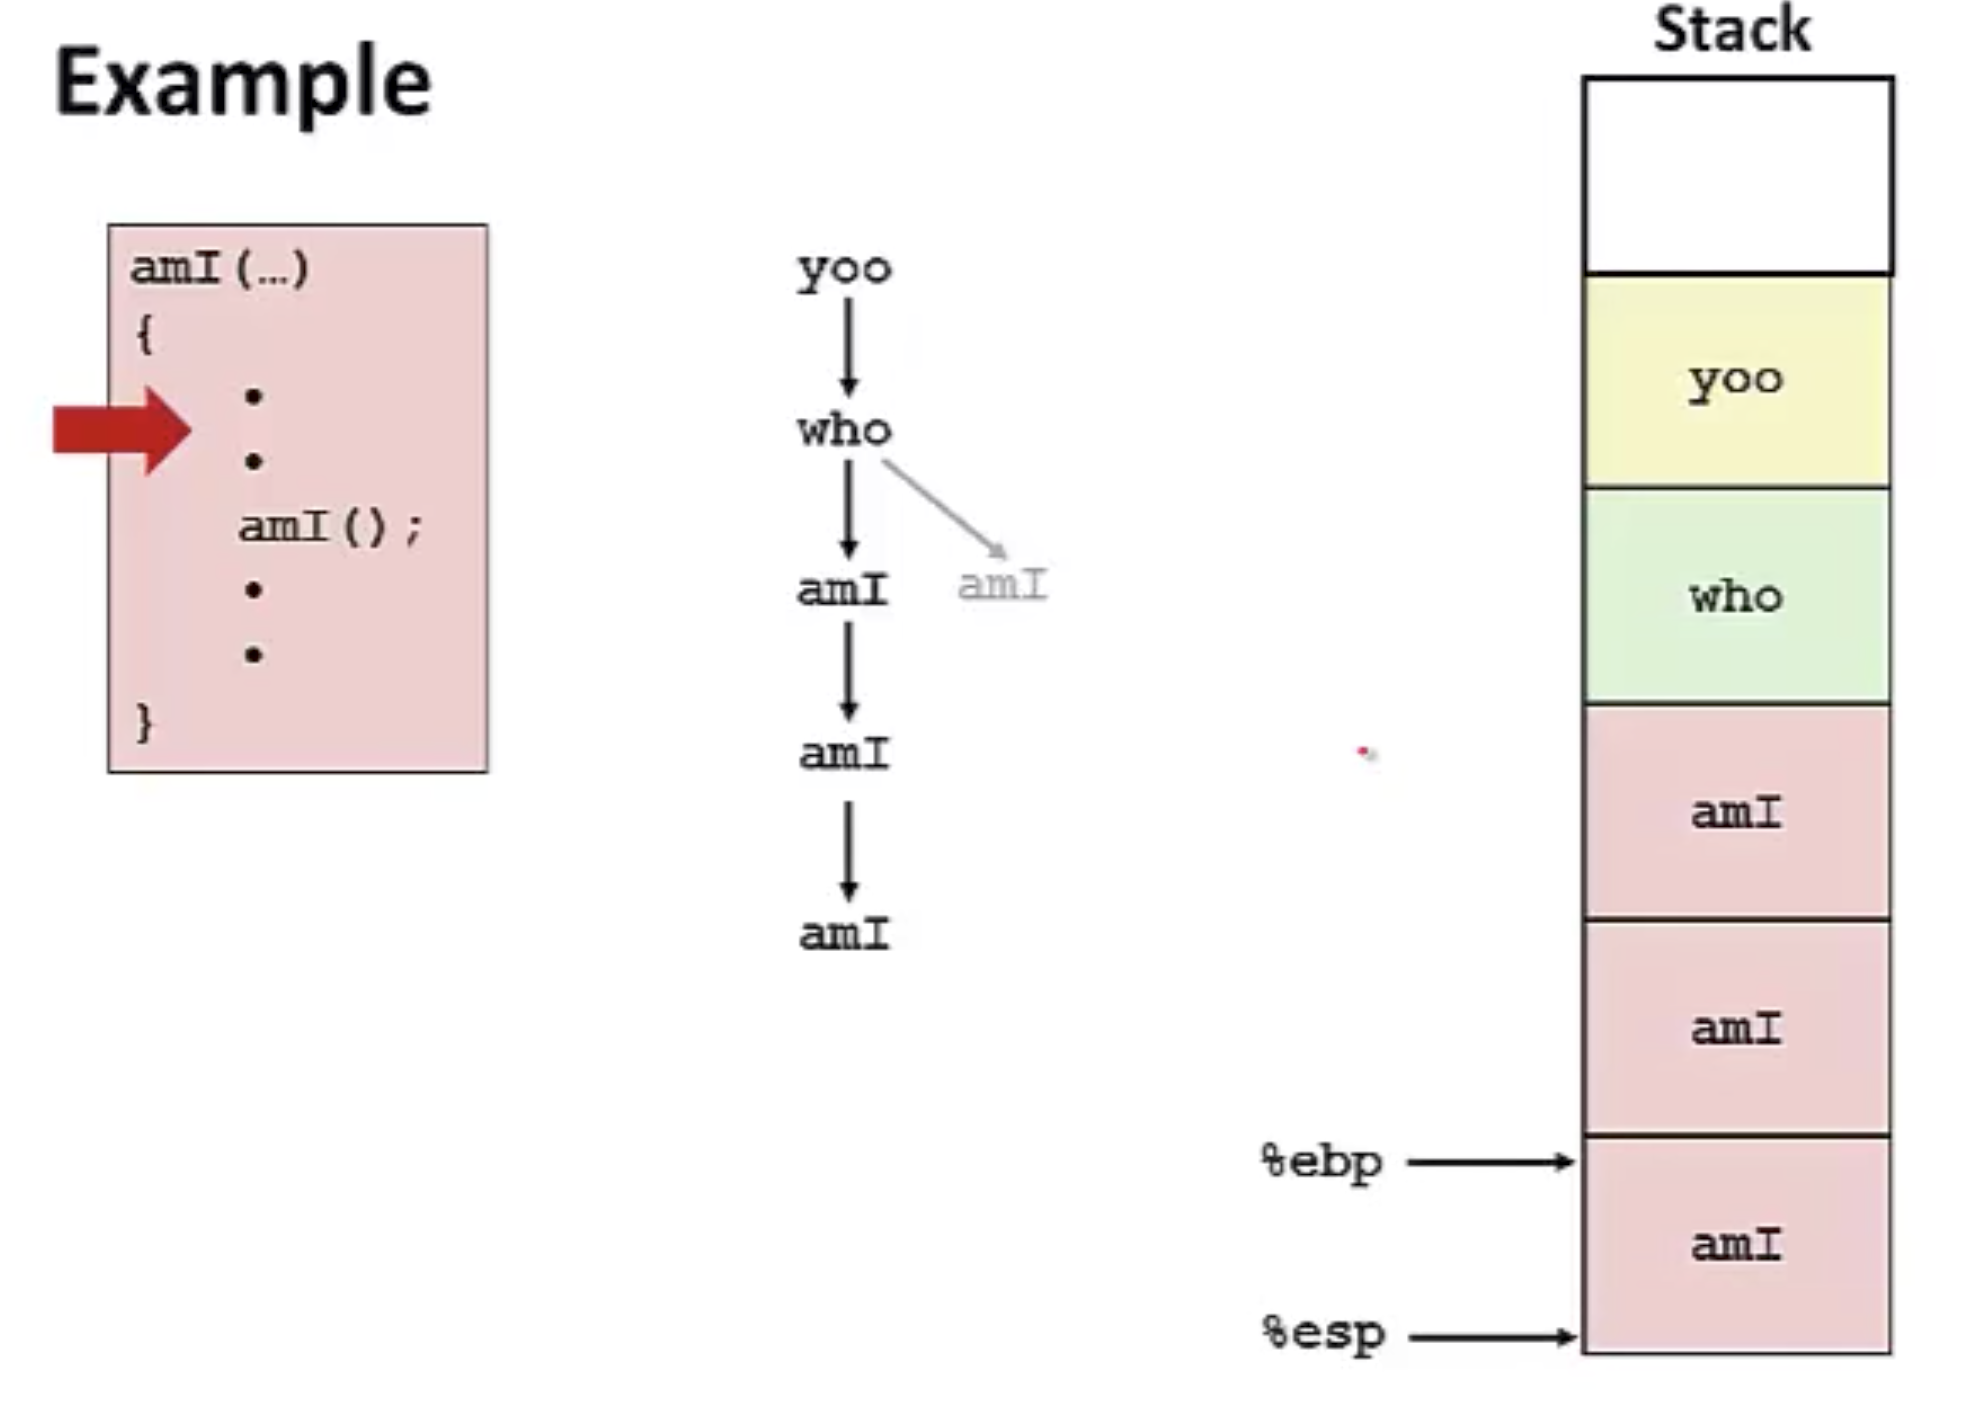 Example
amI(…)
{
•
•
amI();
•
•
}
yoo
who
amI amI
amI
amI
Stack
yoo
who
amI
amI
%ebp
amI
%esp